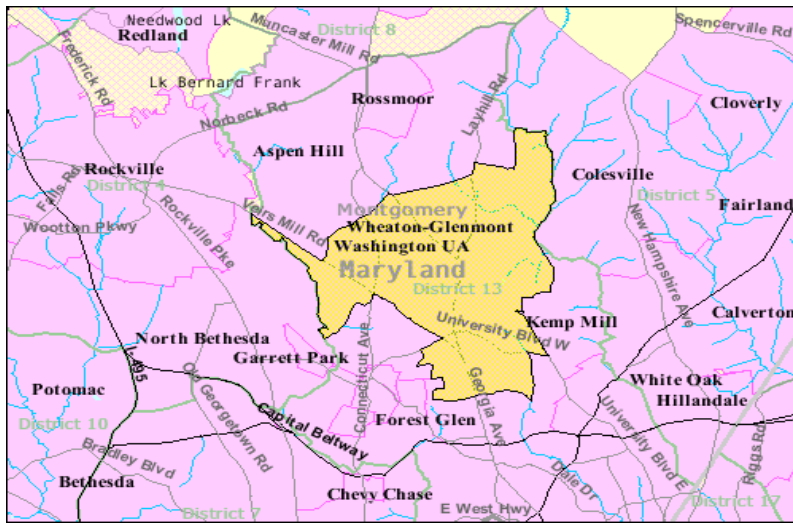 Needwood Lk
Redland
Muncaster Mill Rd
District 8
Spencerville Rd
Frederick Rd
Lk Bernard Frank
Rossmoor
Layhill Rd
Cloverly
Norbeck Rd
Aspen Hill
Rockville
District 4
Colesville
District 5
Falls Rd
Wootton Pkwy
Rockville Pke
Veirs Mill Rd
Montgomery
Wheaton-Glenmont
Washington UA
Maryland
District 13
New Hampshire Ave
Fairland
Calverton
University Blvd W
Kemp Mill
North Bethesda
Garrett Park
Connecticut Ave
I-495
Potomac
Old Georgetown Rd
Capital Beltway
Georgia Ave
White Oak
Hillandale
District 10
Forest Glen
University Blvd E
Riggs Rd
Bradley Blvd
Bethesda
Chevy Chase
Dale Dr
District 7
E West Hwy
District 17